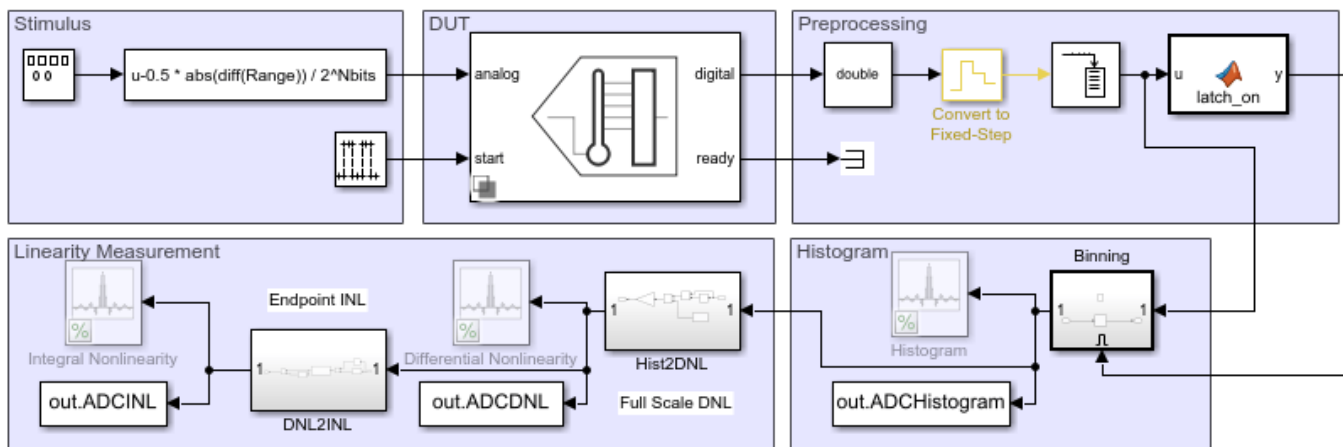 Stimulus
0 0
u-0.5 * abs(diff(Range)) / 2^Nbits
DUT
analog
digital
start
ready
Preprocessing
double
Convert to
Fixed-Step
u
y
latch_on
Linearity Measurement
%
Integral Nonlinearity
out.ADCINL
Endpoint INL
1
1
DNL2INL
%
Differential Nonlinearity
out.ADCDNL
1
1
Hist2DNL
Full Scale DNL
Histogram
%
Histogram
out.ADCHistogram
Binning
1
1